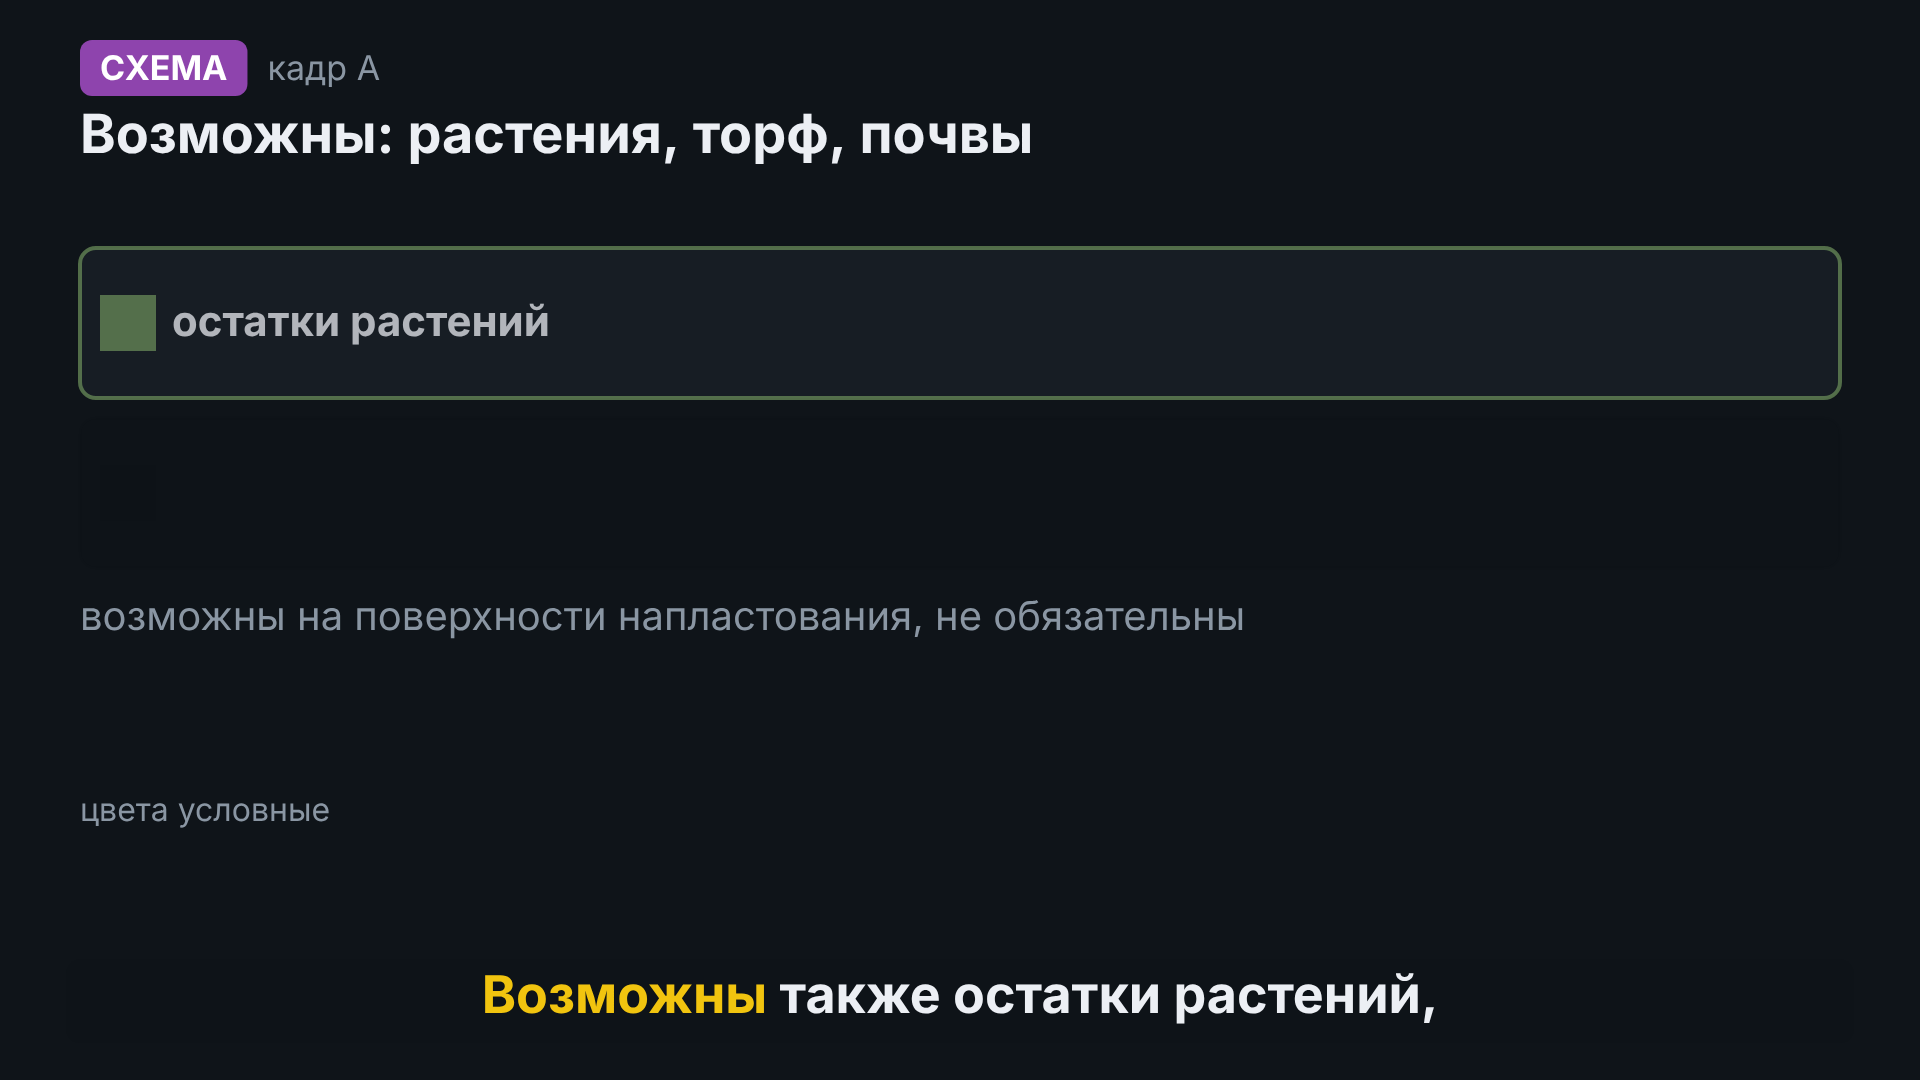 СХЕМА кадр А
Возможны: растения, торф, почвы
остатки растений
возможны на поверхности напластования, не обязательны
цвета условные
Возможны также остатки растений,